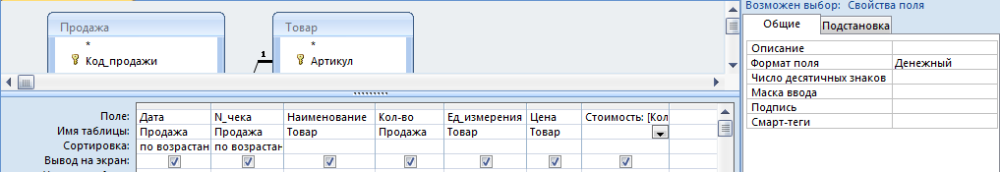 Возможен выбор: Свойства поля
Продажа
*
Код_продажи
1
Товар
*
Артикул
Общие Подстановка
Описание
Формат поля Денежный
Число десятичных знаков
Маска ввода
Подпись
Смарт-теги
Поле: Дата N_чека Наименование Кол-во Ед_измерения Цена Стоимость: [Кол
Имя таблицы: Продажа Продажа Товар Продажа Товар Товар
Сортировка: по возрастан по возрастан
Вывод на экран: